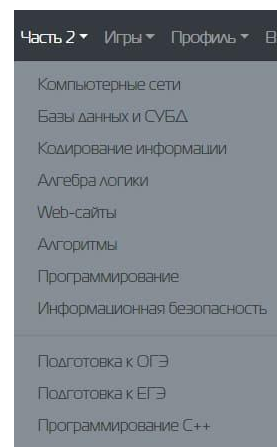 Часть 2 Игры Профиль
Компьютерные сети
Базы данных и СУБД
Кодирование информации
Алгебра логики
Web-сайты
Алгоритмы
Программирование
Информационная безопасность
Подготовка к ОГЭ
Подготовка к ЕГЭ
Программирование C++